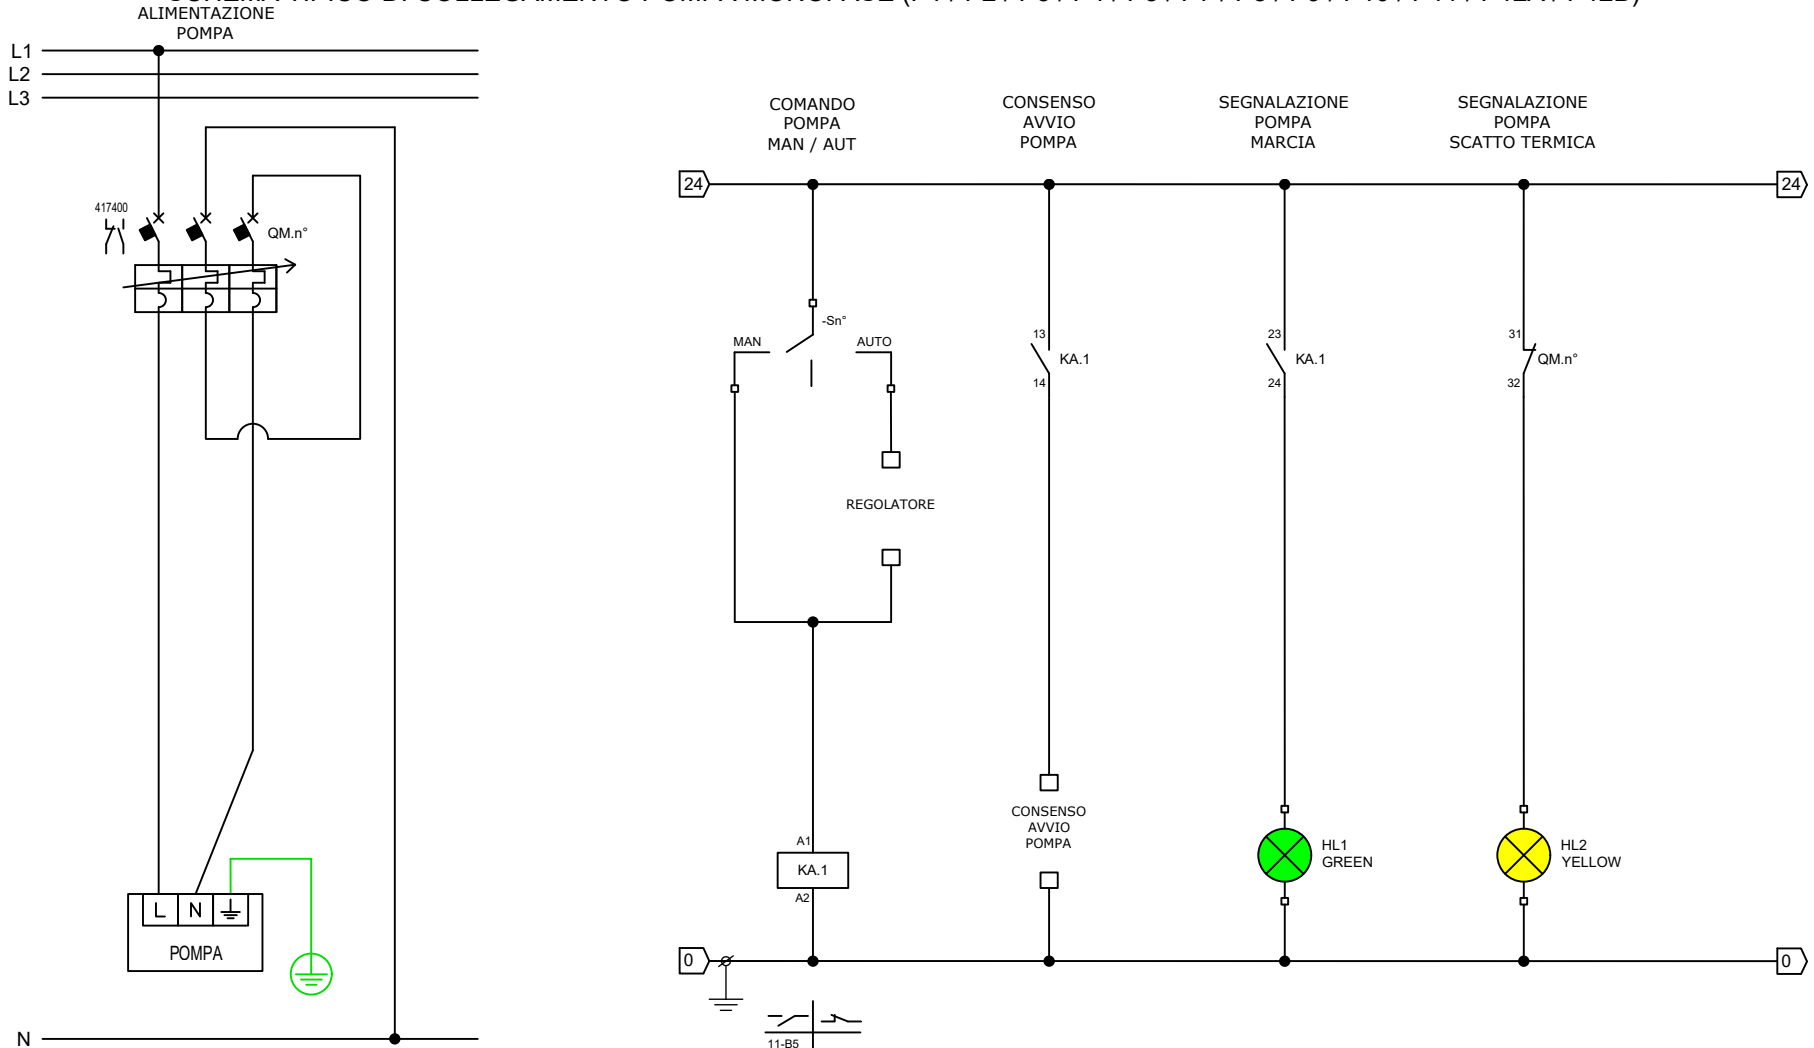 ALIMENTAZIONE
POMPA
L1
L2
L3
417400
QM.n°
L
N
POMPA
N
COMANDO
POMPA
MAN / AUT
CONSENSO
AVVIO
POMPA
SEGNALAZIONE
POMPA
MARCIA
SEGNALAZIONE
POMPA
SCATTO TERMICA
24
24
-Sn°
MAN
AUTO
REGOLATORE
A1
KA.1
A2
13
KA.1
14
CONSENSO
AVVIO
POMPA
23
KA.1
24
HL1
GREEN
31
QM.n°
32
HL2
YELLOW
0
0
11-B5